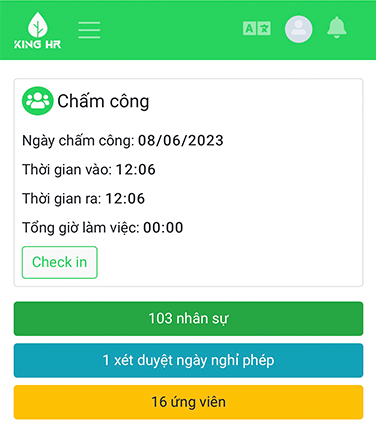 KING HR
Chấm công
Ngày chấm công: 08/06/2023
Thời gian vào: 12:06
Thời gian ra: 12:06
Tổng giờ làm việc: 00:00
Check in
103 nhân sự
1 xét duyệt ngày nghỉ phép
16 ứng viên